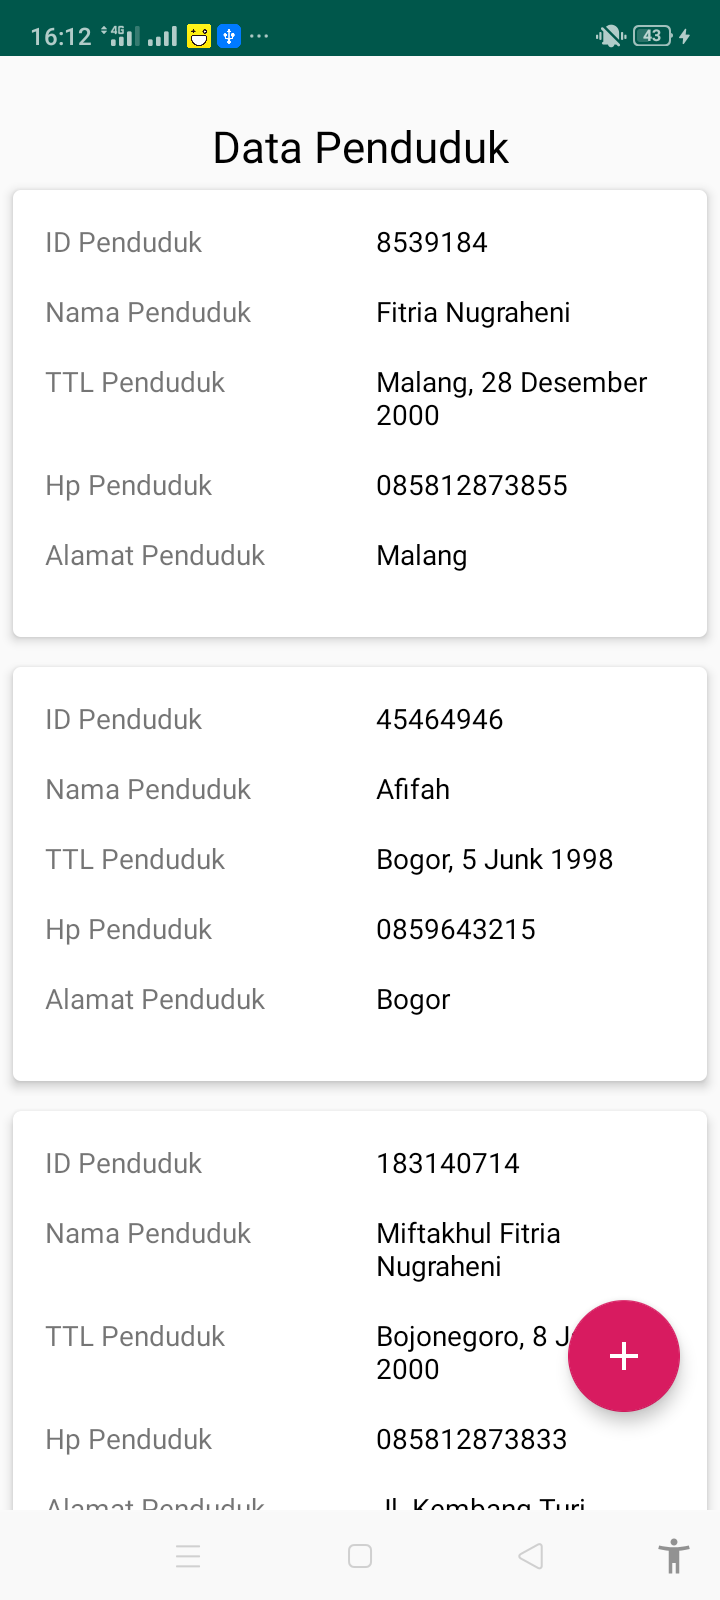 16:12 4G 43
Data Penduduk
ID Penduduk 8539184
Nama Penduduk Fitria Nugraheni
TTL Penduduk Malang, 28 Desember
2000
Hp Penduduk 085812873855
Alamat Penduduk Malang
ID Penduduk 45464946
Nama Penduduk Afifah
TTL Penduduk Bogor, 5 Junk 1998
Hp Penduduk 0859643215
Alamat Penduduk Bogor
ID Penduduk 183140714
Nama Penduduk Miftakhul Fitria
Nugraheni
TTL Penduduk Bojonegoro, 8
2000
Hp Penduduk 085812873833
Alamat Penduduk Jl. Kembang Turi